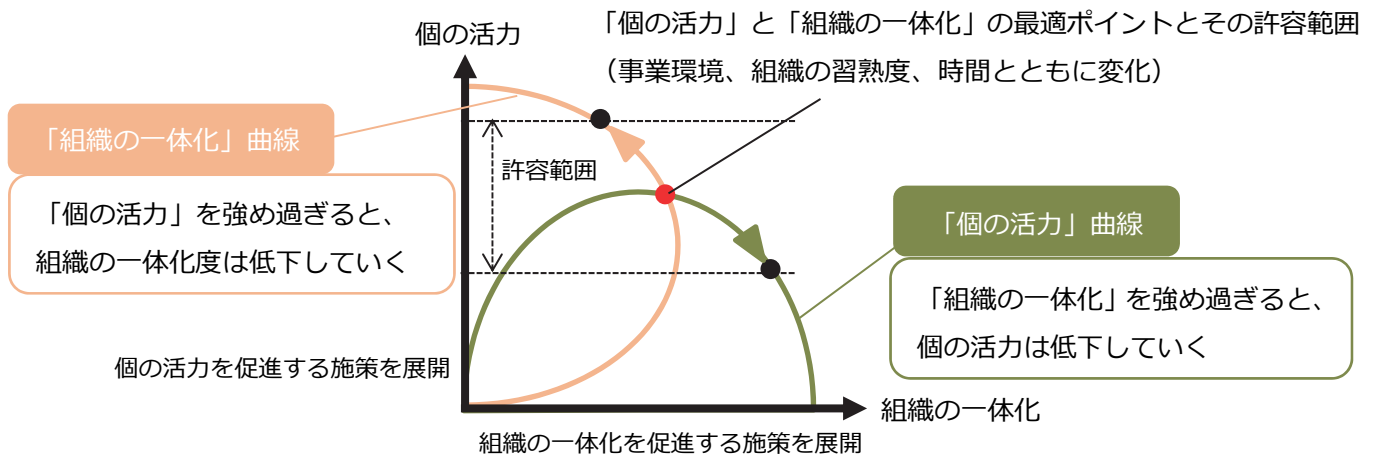 「個の活力」と「組織の一体化」の最適ポイントとその許容範囲
（事業環境、組織の習熟度、時間とともに変化）
個の活力
「組織の一体化」曲線
「個の活力」を強め過ぎると、
組織の一体化度は低下していく
許容範囲
「個の活力」曲線
「組織の一体化」を強め過ぎると、
個の活力は低下していく
個の活力を促進する施策を展開
組織の一体化
組織の一体化を促進する施策を展開